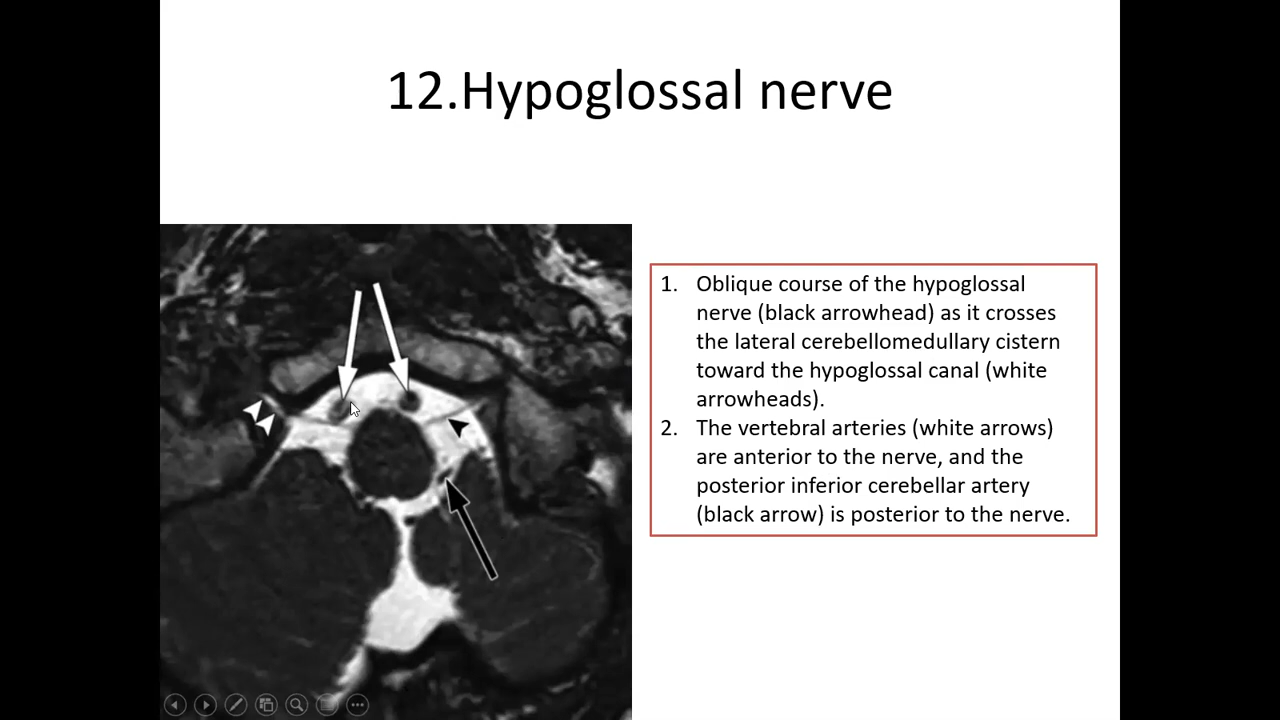 12.Hypoglossal nerve
1. Oblique course of the hypoglossal
nerve (black arrowhead) as it crosses
the lateral cerebellomedullary cistern
toward the hypoglossal canal (white
arrowheads).
2. The vertebral arteries (white arrows)
are anterior to the nerve, and the
posterior inferior cerebellar artery
(black arrow) is posterior to the nerve.